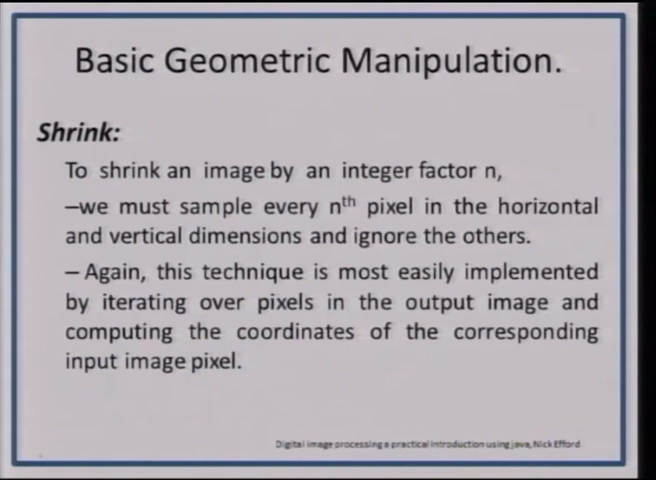 Basic Geometric Manipulation.
Shrink:
To shrink an image by an integer factor n,
–we must sample every nth pixel in the horizontal
and vertical dimensions and ignore the others.
– Again, this technique is most easily implemented
by iterating over pixels in the output image and
computing the coordinates of the corresponding
input image pixel.
Digital image processing a practical introduction using java, Nick Efford